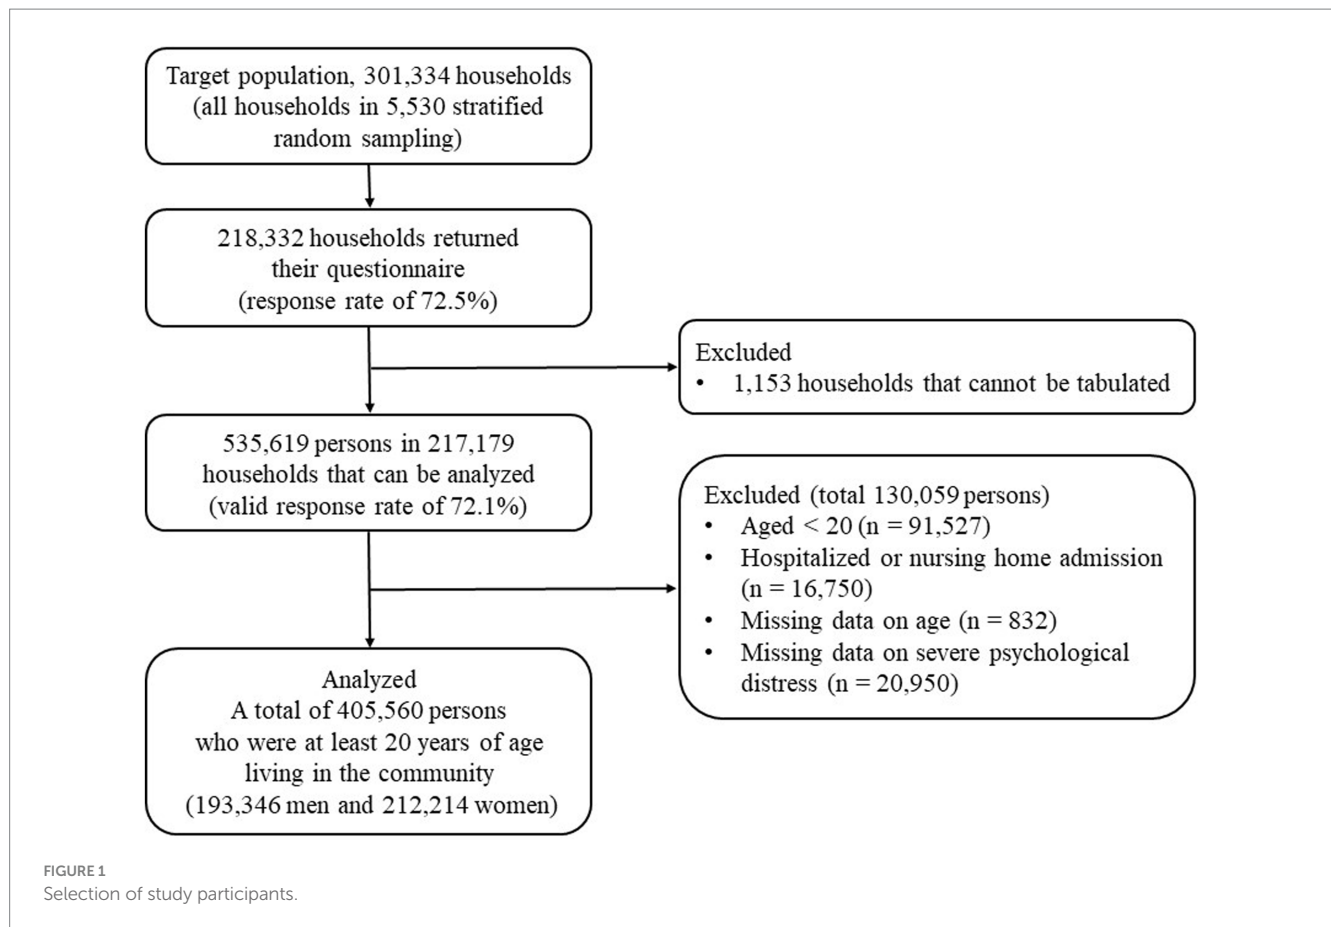 Target population, 301,334 households
(all households in 5,530 stratified
random sampling)
218,332 households returned
their questionnaire
(response rate of 72.5%)
Excluded
• 1,153 households that cannot be tabulated
535,619 persons in 217,179
households that can be analyzed
(valid response rate of 72.1%)
Excluded (total 130,059 persons)
• Aged < 20 (n = 91,527)
• Hospitalized or nursing home admission
(n = 16,750)
• Missing data on age (n = 832)
• Missing data on severe psychological
distress (n = 20,950)
Analyzed
A total of 405,560 persons
who were at least 20 years of age
living in the community
(193,346 men and 212,214 women)
FIGURE 1
Selection of study participants.